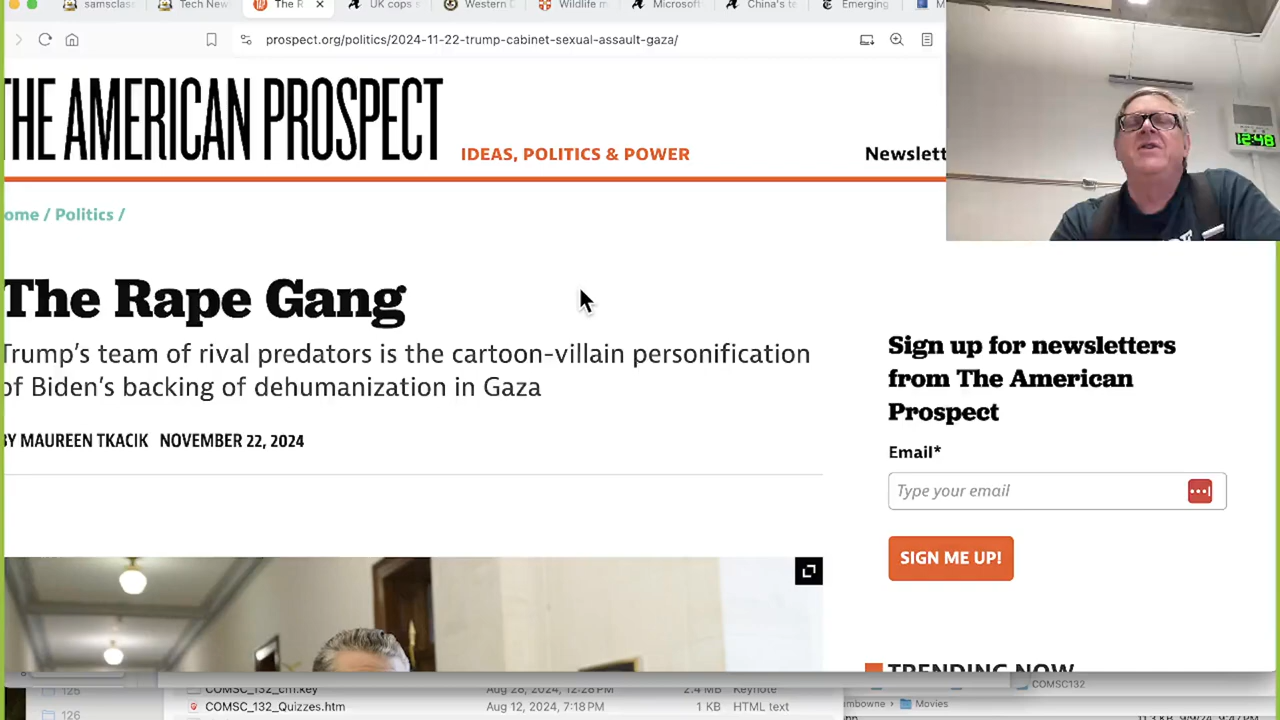 samsclass
Tech New
The R
UK cops
Western
Wildlife m
Microsoft
China's t
Emerging
prospect.org/politics/2024-11-22-trump-cabinet-sexual-assault-gaza/
THE AMERICAN PROSPECT
IDEAS, POLITICS & POWER
Newslett
12:48
ome / Politics /
The Rape Gang
Trump's team of rival predators is the cartoon-villain personification
of Biden's backing of dehumanization in Gaza
BY MAUREEN TKACIK NOVEMBER 22, 2024
Sign up for newsletters
from The American
Prospect
Email*
Type your email
SIGN ME UP!
TRENDING NOW
COMSC132
126
COMSC_132_ch1.key Aug 28, 2024, 12:28 PM 2.4 MB Keynote
COMSC_132_Quizzes.htm Aug 12, 2024, 7:18 PM 1 KB HTML text
mbowne > Movies
126